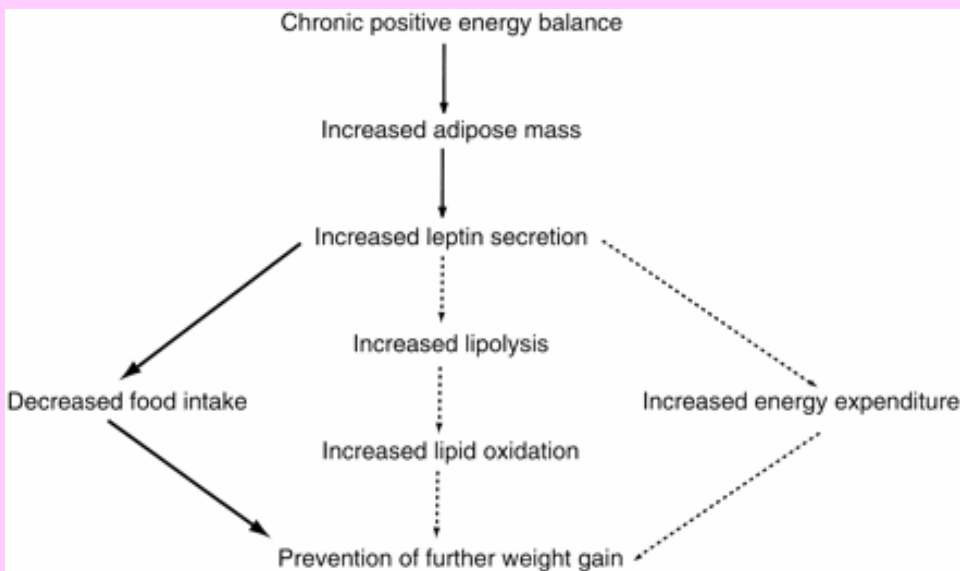 Chronic positive energy balance
Increased adipose mass
Increased leptin secretion
Increased lipolysis
Decreased food intake
Increased energy expenditure
Increased lipid oxidation
Prevention of further weight gain